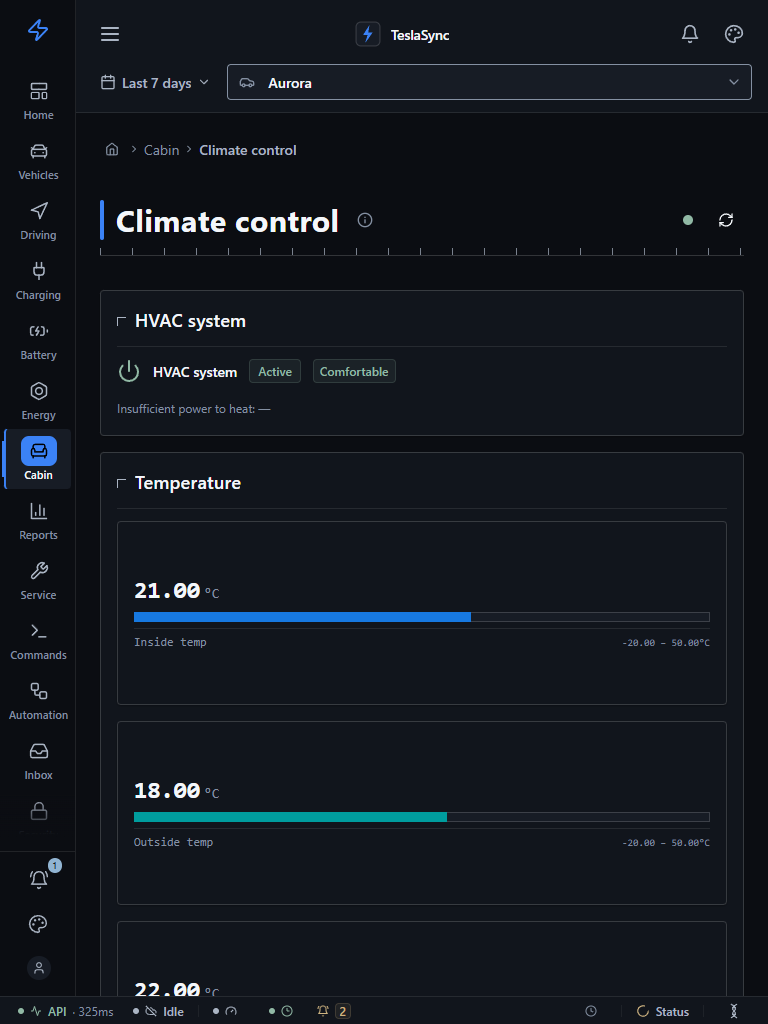 TeslaSync
Last 7 days
Aurora
Home
Vehicles
Driving
Charging
Battery
Energy
Cabin
Reports
Service
Commands
Automation
Inbox
1
Cabin
Climate control
Climate control
HVAC system
HVAC system
Active
Comfortable
Insufficient power to heat: —
Temperature
21.00 °C
Inside temp
-20.00 – 50.00°C
18.00 °C
Outside temp
-20.00 – 50.00°C
22.00 °C
API · 325ms
Idle
2
Status